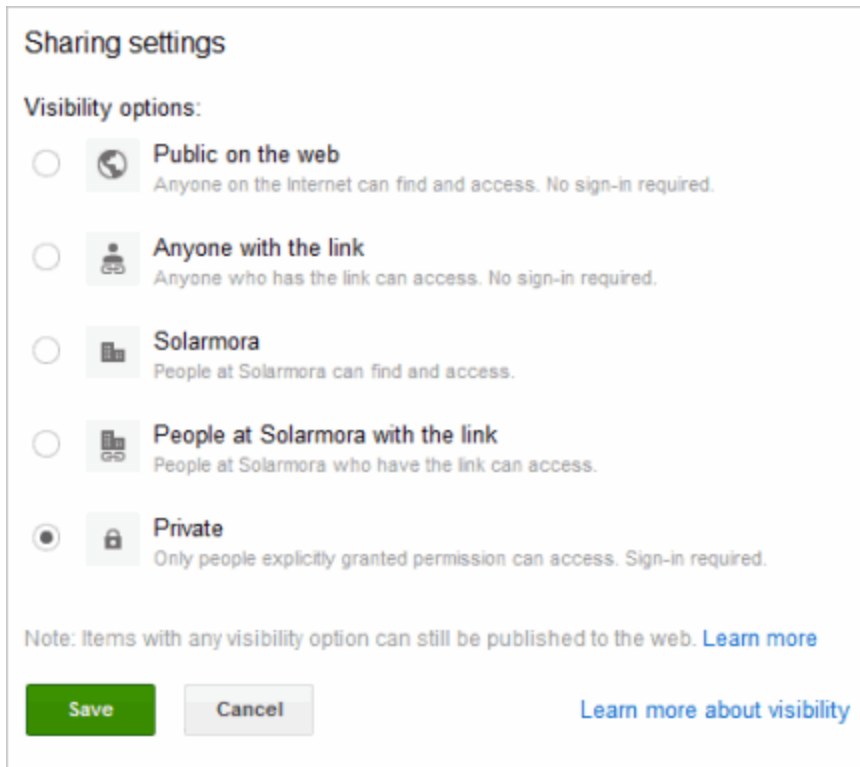 Sharing settings
Visibility options:
Public on the web
Anyone on the Internet can find and access. No sign-in required.
Anyone with the link
Anyone who has the link can access. No sign-in required.
Solarmora
People at Solarmora can find and access.
People at Solarmora with the link
People at Solarmora who have the link can access.
Private
Only people explicitly granted permission can access. Sign-in required.
Note: Items with any visibility option can still be published to the web. Learn more
Save Cancel Learn more about visibility